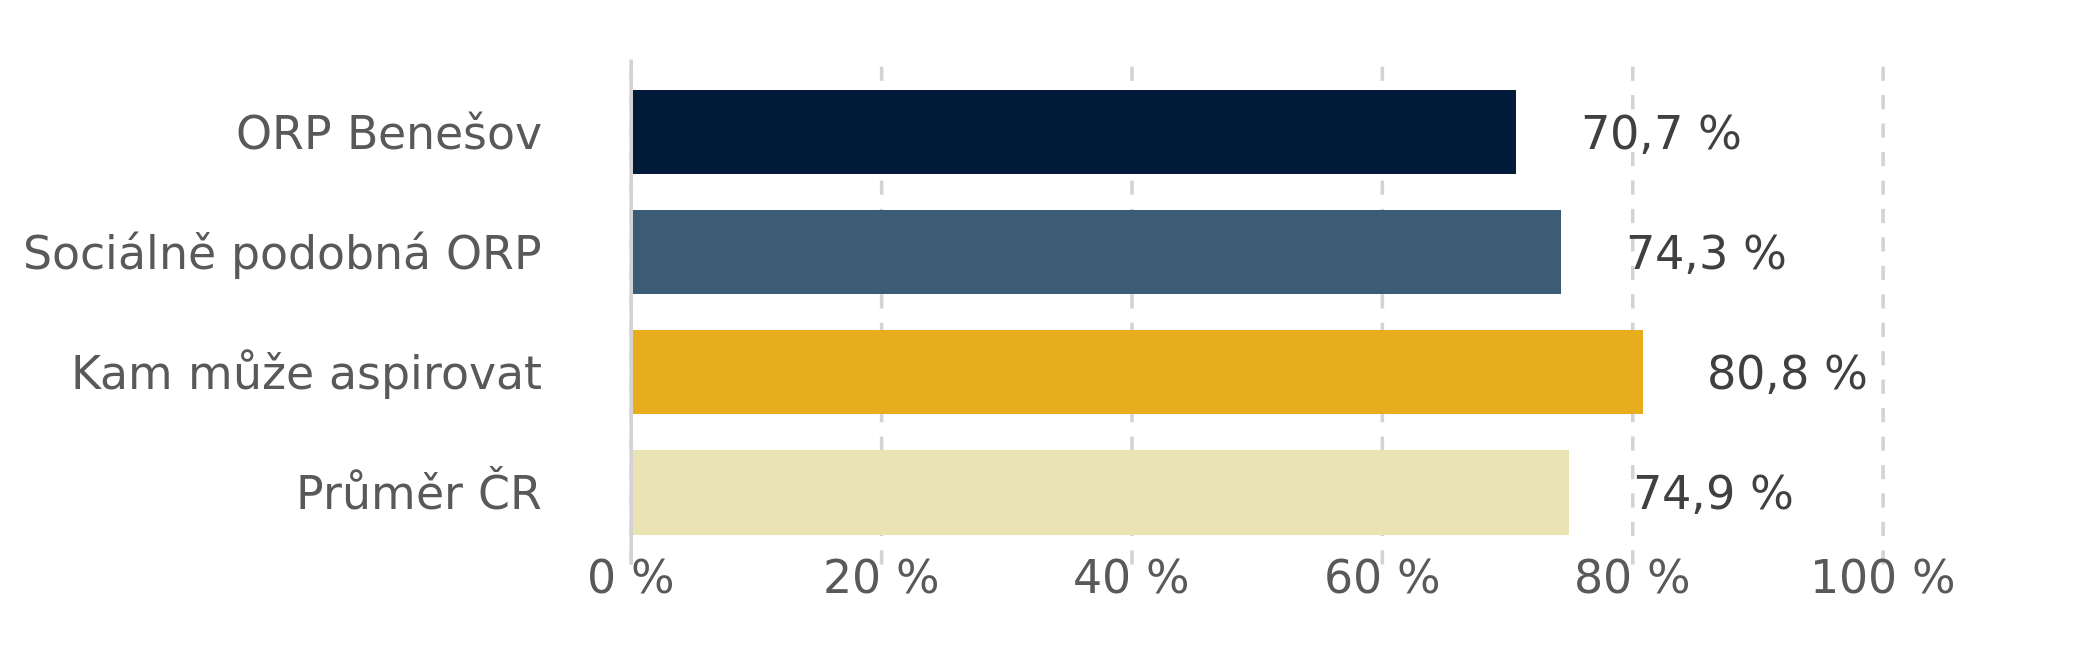 ORP Benešov 70,7 %
Sociálně podobná ORP 74,3 %
Kam může aspirovat 80,8 %
Průměr ČR 74,9 %
0 % 20 % 40 % 60 % 80 % 100 %